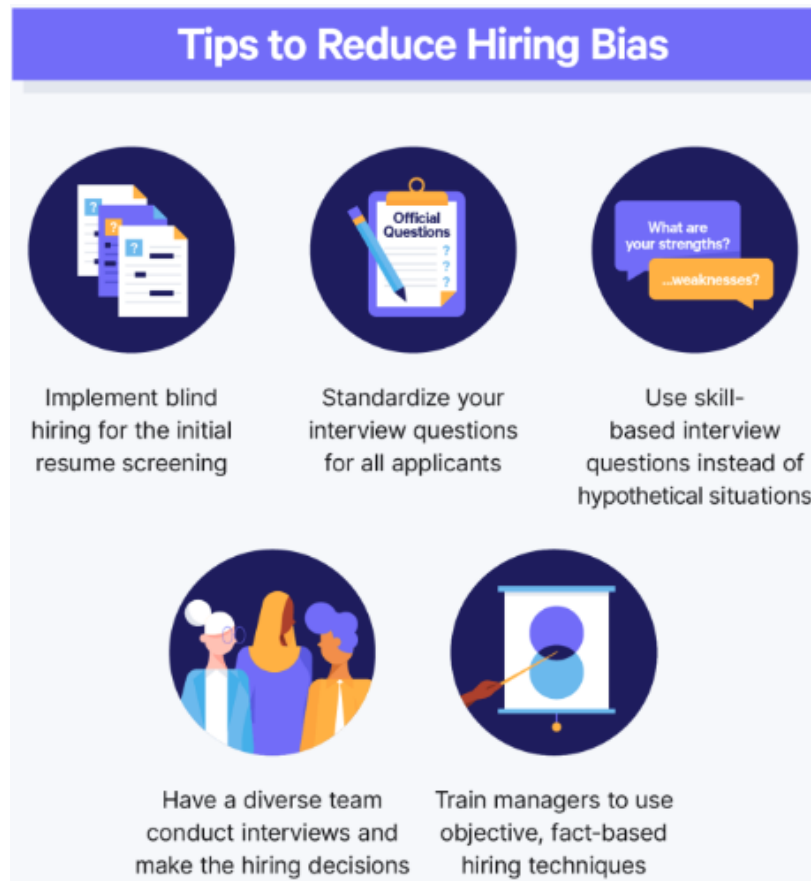 Tips to Reduce Hiring Bias
?
?
?
Official
Questions
?
?
?
What are
your strengths?
...weaknesses?
Implement blind
hiring for the initial
resume screening
Standardize your
interview questions
for all applicants
Use skill-
based interview
questions instead of
hypothetical situations
Have a diverse team
conduct interviews and
make the hiring decisions
Train managers to use
objective, fact-based
hiring techniques